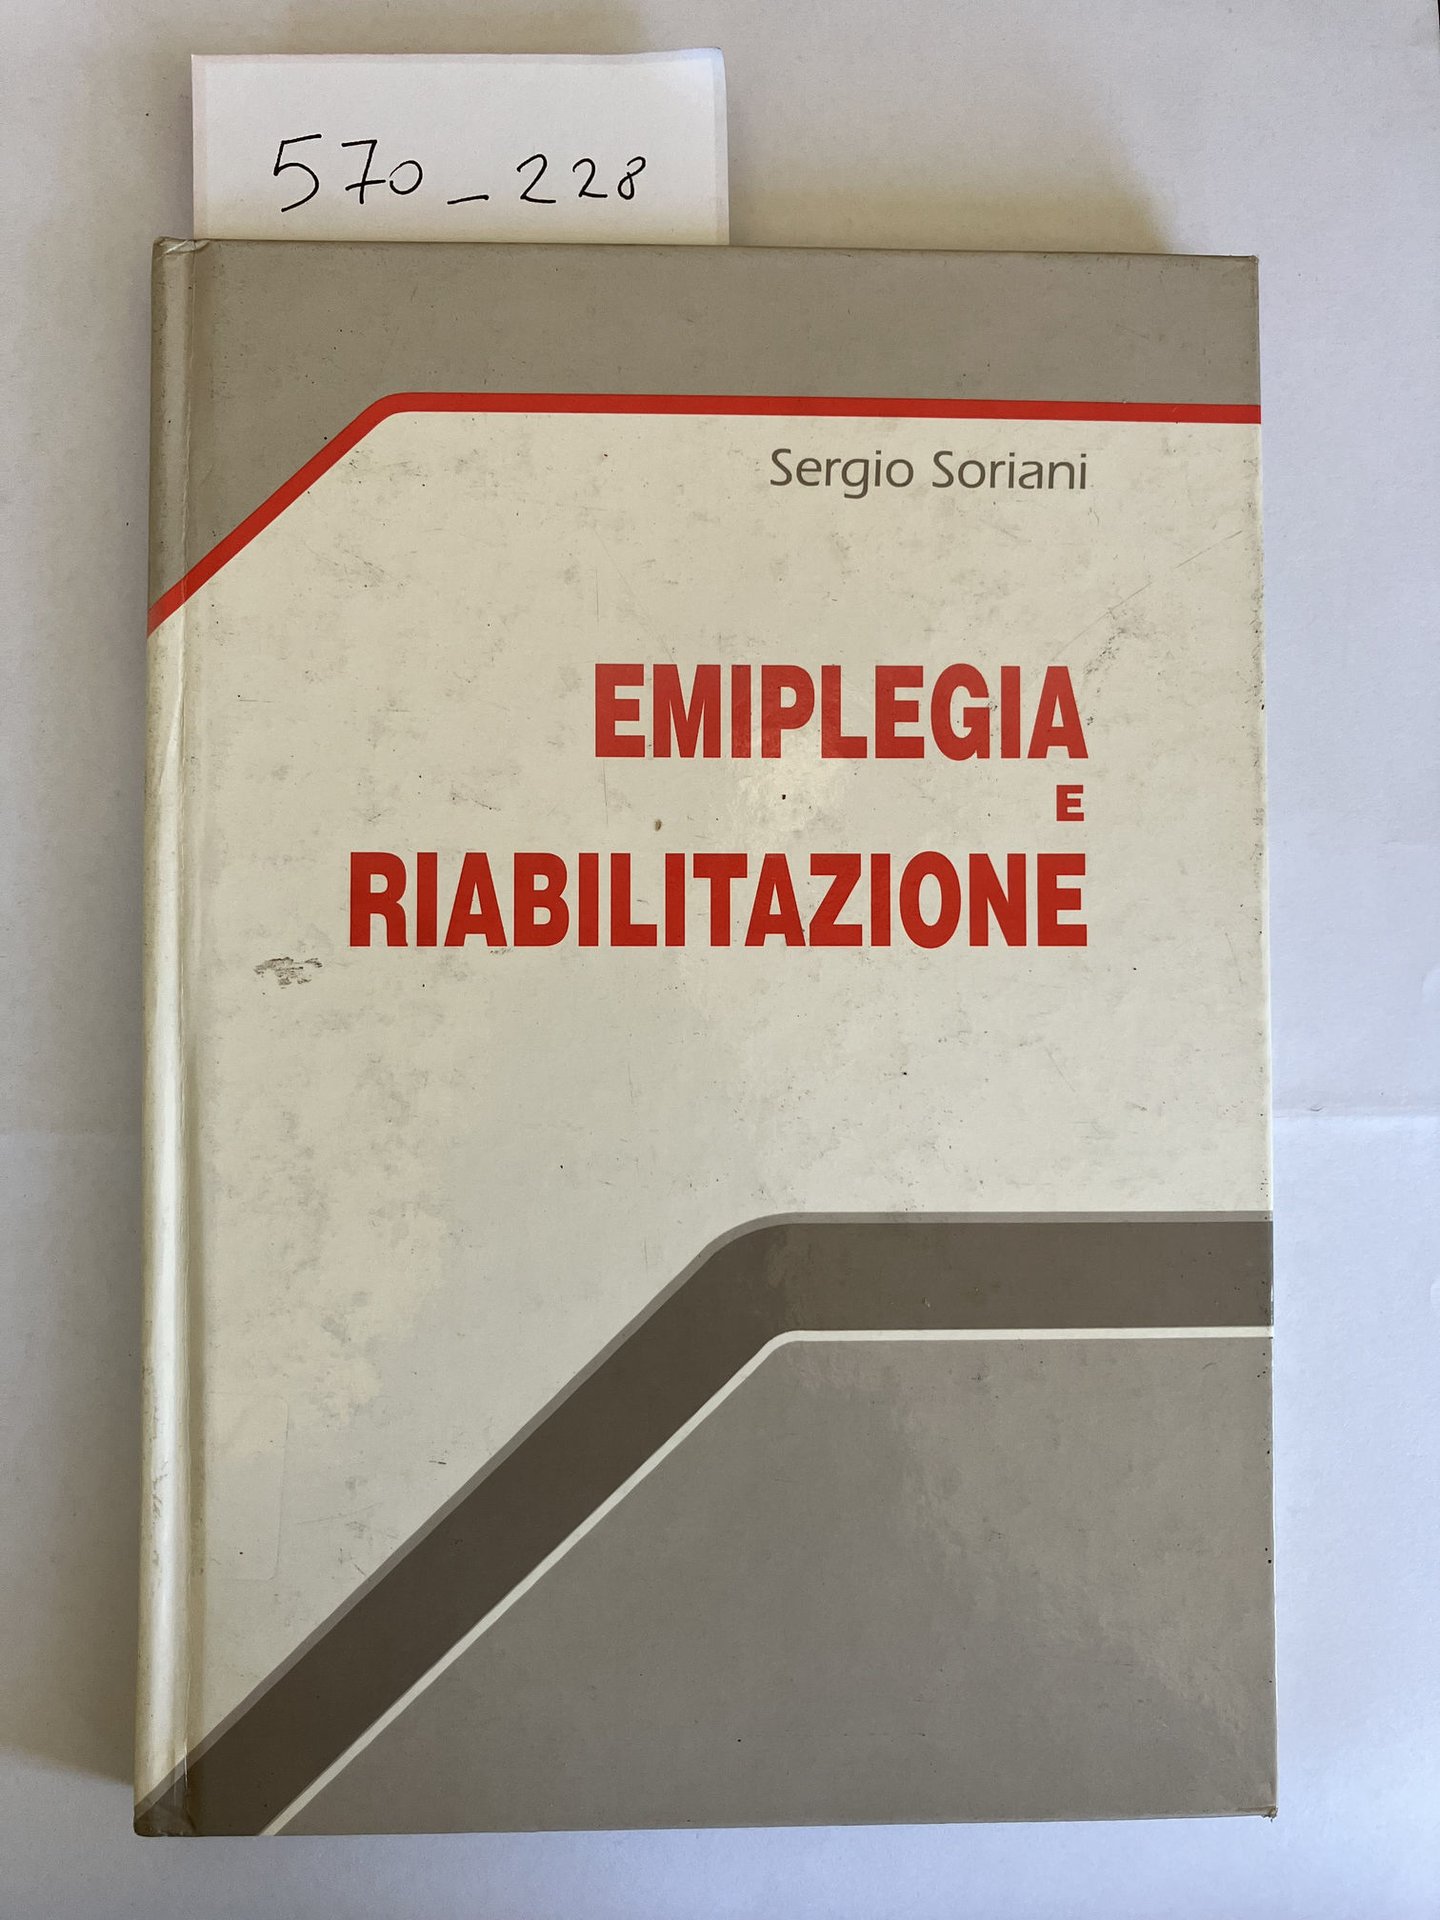 570_228
Sergio Soriani
EMIPLEGIA
E
RIABILITAZIONE